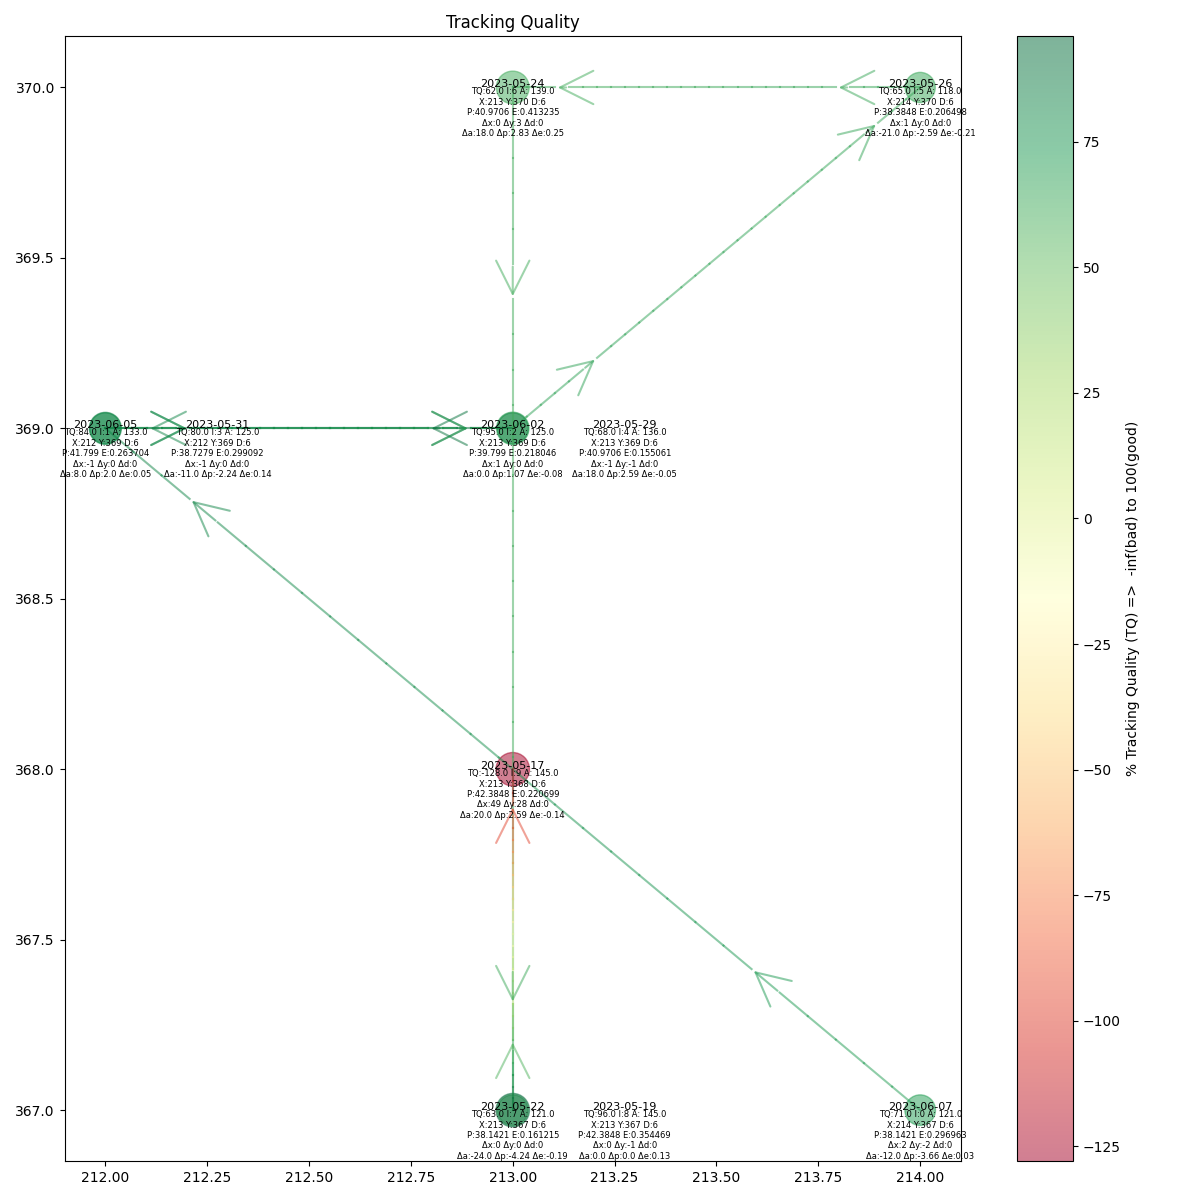 Tracking Quality
370.0
369.5
369.0
368.5
368.0
367.5
367.0
212.00
212.25
212.50
212.75
213.00
213.25
213.50
213.75
214.00
2023-05-24
TQ:62.0 I:6 A: 139.0
X:213 Y:370 D:6
P:40.9706 E:0.413235
Δx:0 Δy:3 Δd:0
Δa:18.0 Δp:2.83 Δe:0.25
2023-05-26
TQ:65.0 I:5 A: 118.0
X:214 Y:370 D:6
P:38.3848 E:0.206498
Δx:1 Δy:0 Δd:0
Δa:-21.0 Δp:-2.59 Δe:-0.21
2023-06-05
TQ:84.0 I:1 A: 133.0
X:212 Y:369 D:6
P:41.799 E:0.263704
Δx:-1 Δy:0 Δd:0
Δa:8.0 Δp:2.0 Δe:0.05
2023-05-31
TQ:80.0 I:3 A: 125.0
X:212 Y:369 D:6
P:38.7279 E:0.299092
Δx:-1 Δy:0 Δd:0
Δa:-11.0 Δp:-2.24 Δe:0.14
2023-06-02
TQ:95.0 I:2 A: 125.0
X:213 Y:369 D:6
P:39.799 E:0.218046
Δx:1 Δy:0 Δd:0
Δa:0.0 Δp:1.07 Δe:-0.08
2023-05-29
TQ:68.0 I:4 A: 136.0
X:213 Y:369 D:6
P:40.9706 E:0.155061
Δx:-1 Δy:-1 Δd:0
Δa:18.0 Δp:2.59 Δe:-0.05
2023-05-17
TQ:-128.0 I:9 A: 145.0
X:213 Y:368 D:6
P:42.3848 E:0.220699
Δx:49 Δy:28 Δd:0
Δa:20.0 Δp:2.59 Δe:-0.14
2023-05-22
TQ:63.0 I:7 A: 121.0
X:213 Y:367 D:6
P:38.1421 E:0.161215
Δx:0 Δy:0 Δd:0
Δa:-24.0 Δp:-4.24 Δe:-0.19
2023-05-19
TQ:96.0 I:8 A: 145.0
X:213 Y:367 D:6
P:42.3848 E:0.354469
Δx:0 Δy:-1 Δd:0
Δa:0.0 Δp:0.0 Δe:0.13
2023-06-07
TQ:71.0 I:0 A: 121.0
X:214 Y:367 D:6
P:38.1421 E:0.296963
Δx:2 Δy:-2 Δd:0
Δa:-12.0 Δp:-3.66 Δe:0.03
75
50
25
0
−25
−50
−75
−100
−125
% Tracking Quality (TQ) =>  -inf(bad) to 100(good)